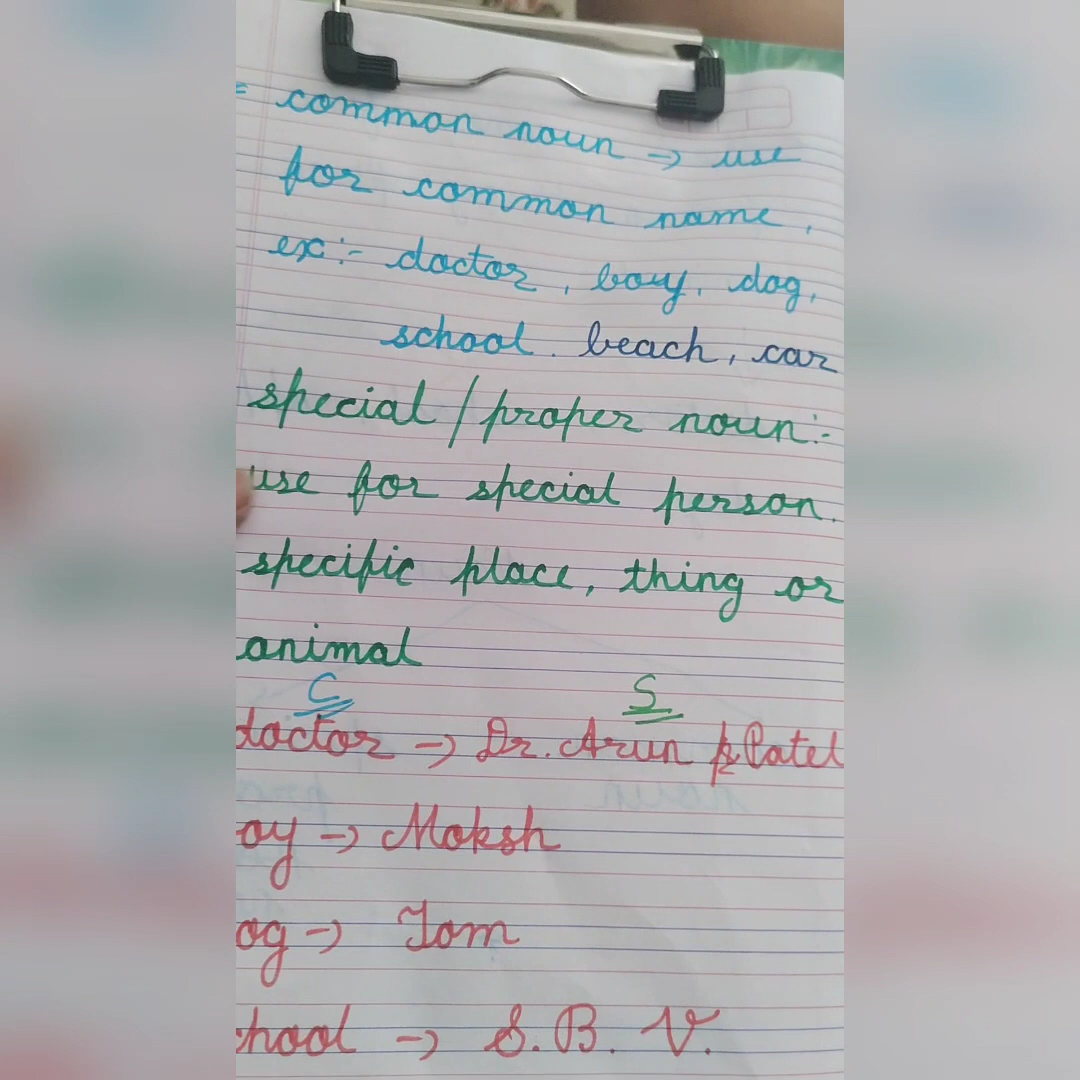 = common noun → use
for common name,
ex:- doctor, boy, dog,
school. beach, car
special/proper noun:-
use for special person.
specific place, thing or
animal
C S
doctor → Dr. Arun Patel
oy → Moksh
og → Tom
chool → S. B. V.